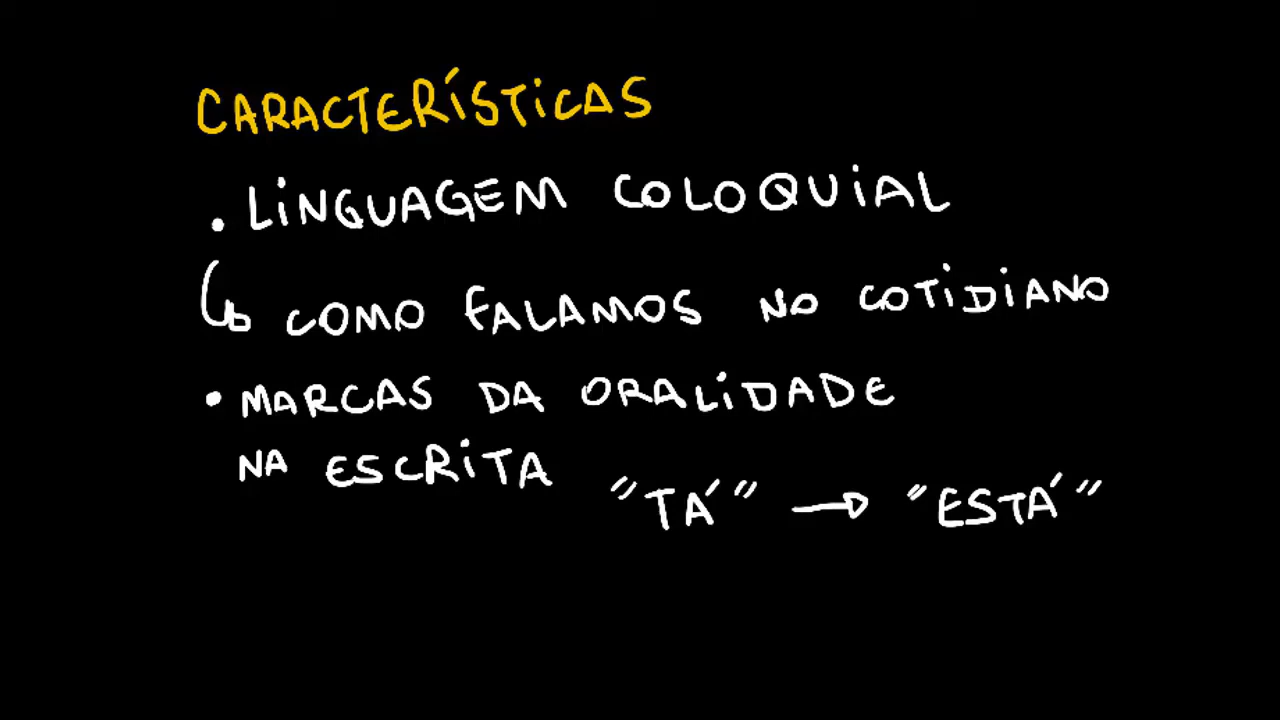 CARACTERÍSTICAS
. LINGUAGEM COLOQUIAL
↳ COMO FALAMOS NO COTIDIANO
• MARCAS DA ORALIDADE
NA ESCRITA
"TÁ" → "ESTÁ"